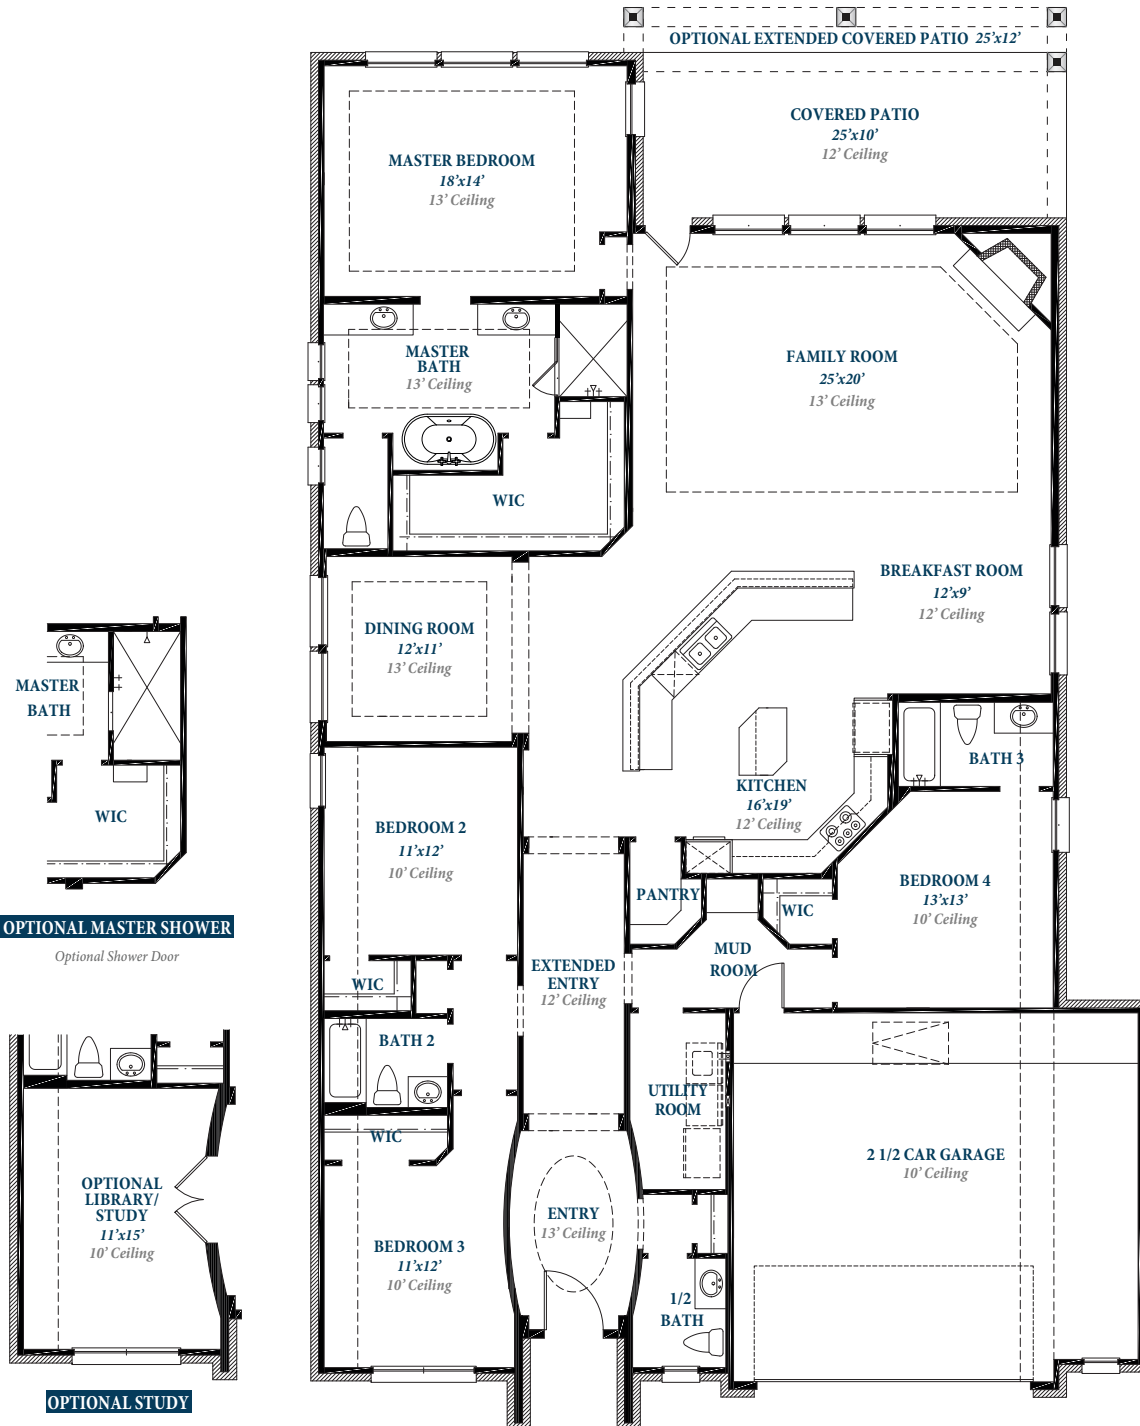 OPTIONAL EXTENDED COVERED PATIO 25'x12'
COVERED PATIO
25'x10'
12' Ceiling
MASTER BEDROOM
18'x14'
13' Ceiling
MASTER
BATH
13' Ceiling
FAMILY ROOM
25'x20'
13' Ceiling
WIC
BREAKFAST ROOM
12'x9'
12' Ceiling
DINING ROOM
12'x11'
13' Ceiling
MASTER
BATH
WIC
OPTIONAL MASTER SHOWER
Optional Shower Door
BATH 3
KITCHEN
16'x19'
12' Ceiling
BEDROOM 2
11'x12'
10' Ceiling
PANTRY
WIC
BEDROOM 4
13'x13'
10' Ceiling
MUD
ROOM
EXTENDED
ENTRY
12' Ceiling
WIC
BATH 2
UTILITY
ROOM
WIC
2 1/2 CAR GARAGE
10' Ceiling
OPTIONAL
LIBRARY/
STUDY
11'x15'
10' Ceiling
ENTRY
13' Ceiling
BEDROOM 3
11'x12'
10' Ceiling
1/2
BATH
OPTIONAL STUDY